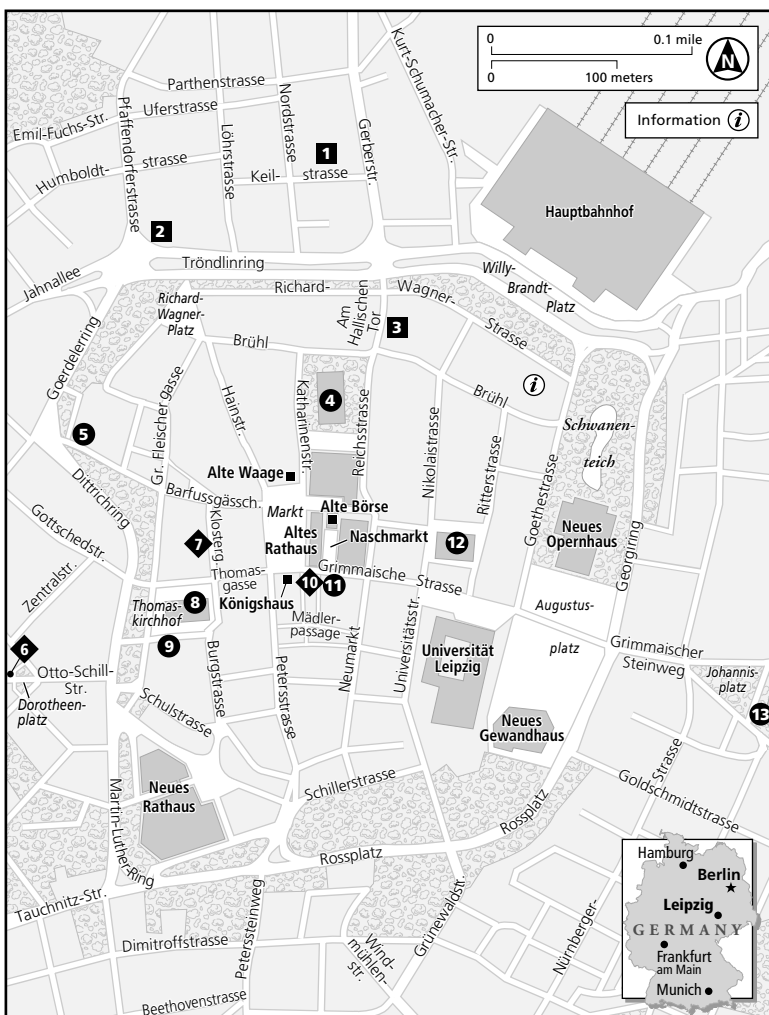 0
0.1 mile
0
100 meters
N
Information i
Parthenstrasse
Kurt-Schumacher-Str.
Pfaffendorferstrasse
Uferstrasse
Nordstrasse
Emil-Fuchs-Str.
Löhrstrasse
Gerberstr.
1
Humboldt-
strasse
Keil-
strasse
Hauptbahnhof
2
Tröndlinring
Willy-
Brandt-
Platz
Jahnallee
Richard-
Wagner-
Strasse
Richard-
Wagner-
Platz
Am
Hallischen
Tor
3
Goerdelerring
Brühl
Brühl
i
Gr. Fleischer gasse
Hainstr.
Katharinenstr.
4
Reichsstrasse
Nikolaistrasse
Ritterstrasse
Goethestrasse
Schwanen-
teich
5
Dittrichring
Alte Waage
Barfussgässch.
Markt
Alte Börse
Gottschedstr.
Klosterg.
7
Altes
Rathaus
Naschmarkt
12
Neues
Opernhaus
Georgiring
Zentralstr.
Thomas-
gasse
Grimmaische
Strasse
10
11
Königshaus
8
Thomas-
kirchhof
Mädler-
passage
Augustus-
platz
6
9
Otto-Schill-
Str.
Dorotheen-
platz
Burgstrasse
Petersstrasse
Neumarkt
Universitätsstr.
Universität
Leipzig
Grimmaischer
Steinweg
Johannis-
platz
13
Schulstrasse
Neues
Gewandhaus
Strasse
Neues
Rathaus
Martin-Luther-Ring
Schillerstrasse
Rossplatz
Goldschmidtstrasse
Rossplatz
Tauchnitz-Str.
Peterssteinweg
Grünewaldstr.
Nürnberger-
Dimitroffstrasse
Wind-
mühlen-
str.
Beethovenstrasse
Hamburg
Berlin
Leipzig
GERMANY
Frankfurt
am Main
Munich